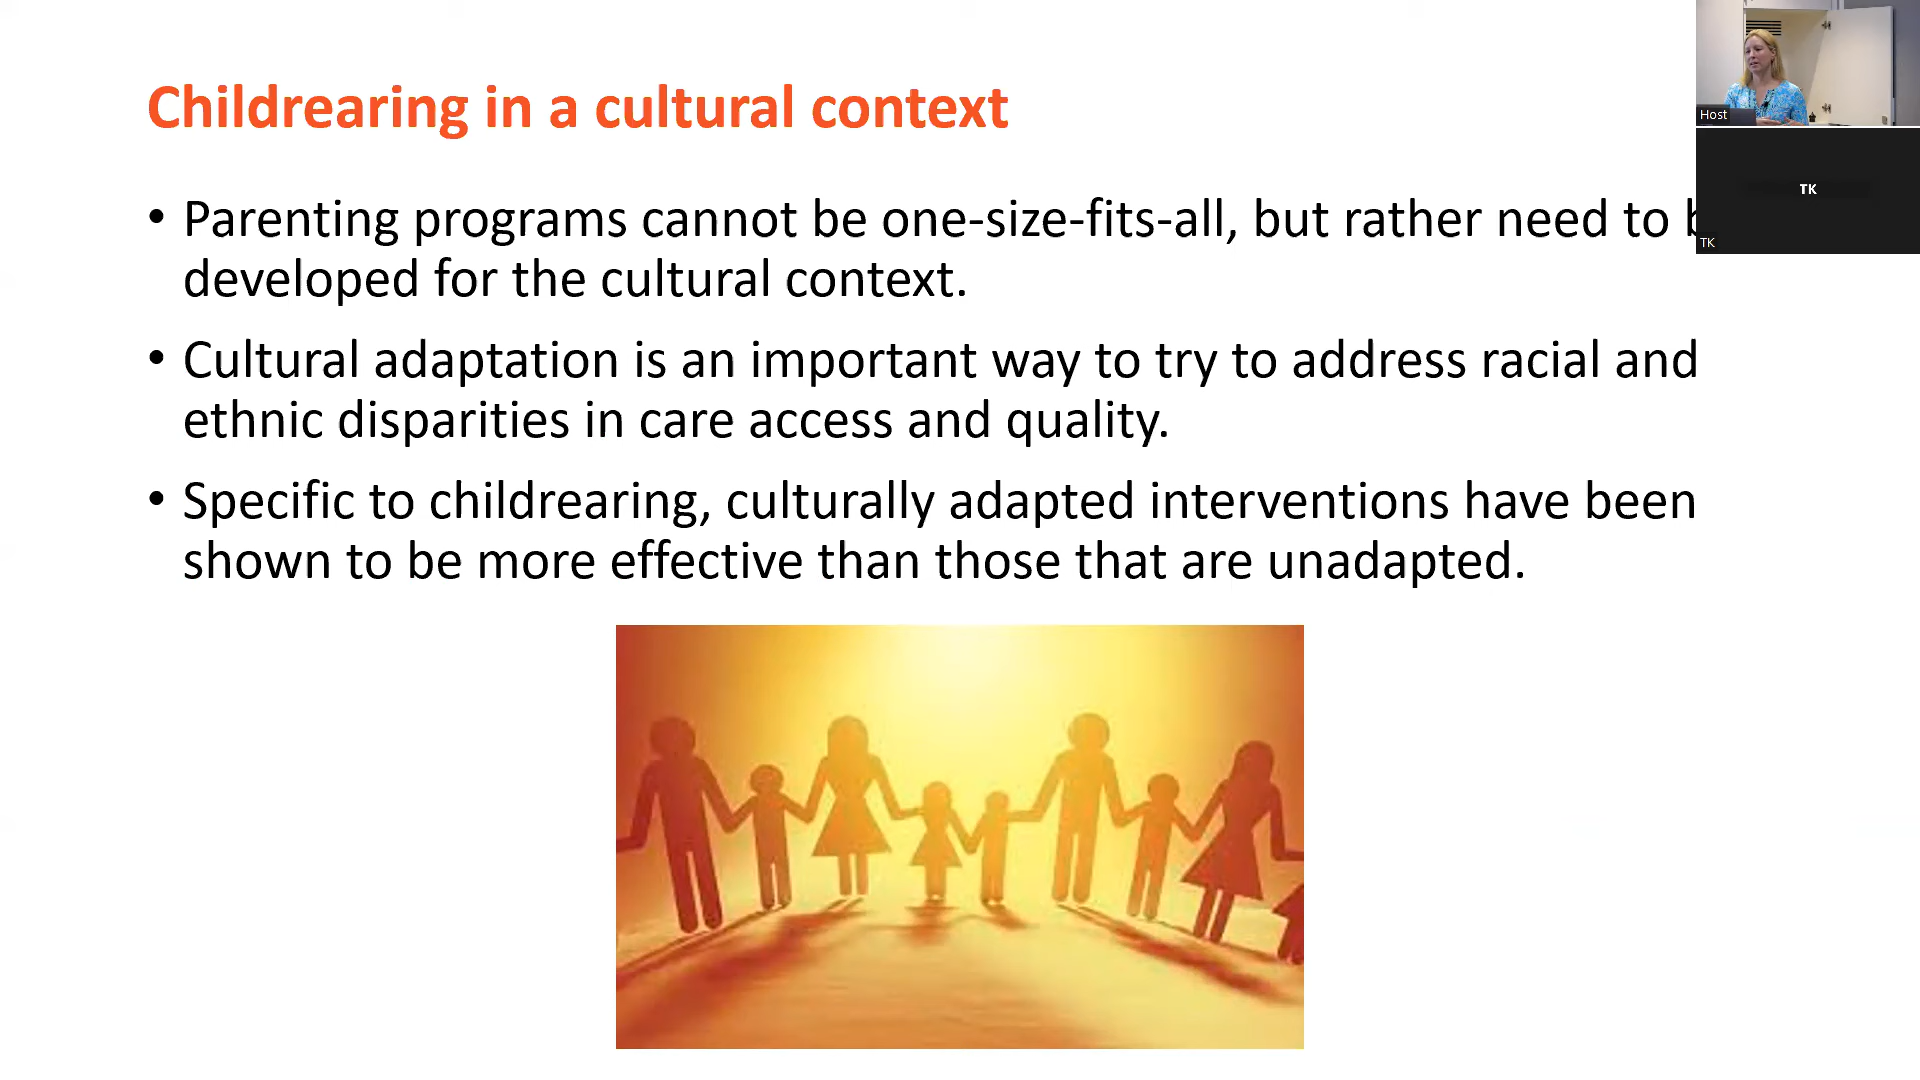 Childrearing in a cultural context
• Parenting programs cannot be one-size-fits-all, but rather need to
developed for the cultural context.
• Cultural adaptation is an important way to try to address racial and
ethnic disparities in care access and quality.
• Specific to childrearing, culturally adapted interventions have been
shown to be more effective than those that are unadapted.
Host
TK
TK